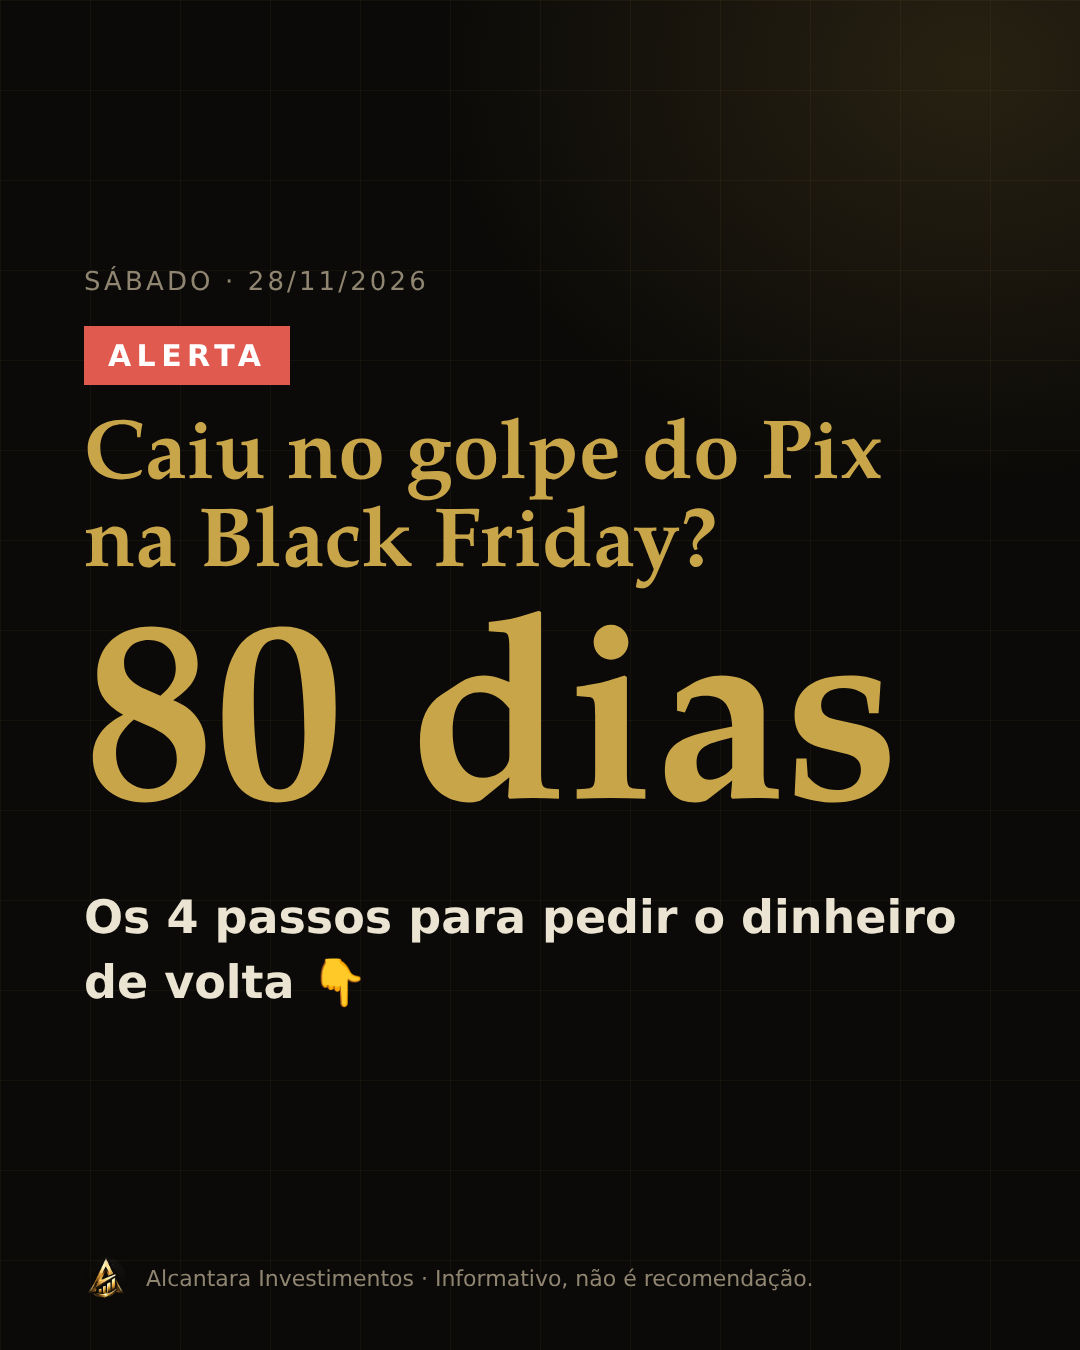 SÁBADO · 28/11/2026
ALERTA
Caiu no golpe do Pix
na Black Friday?
80 dias
Os 4 passos para pedir o dinheiro
de volta 👇
Alcantara Investimentos · Informativo, não é recomendação.